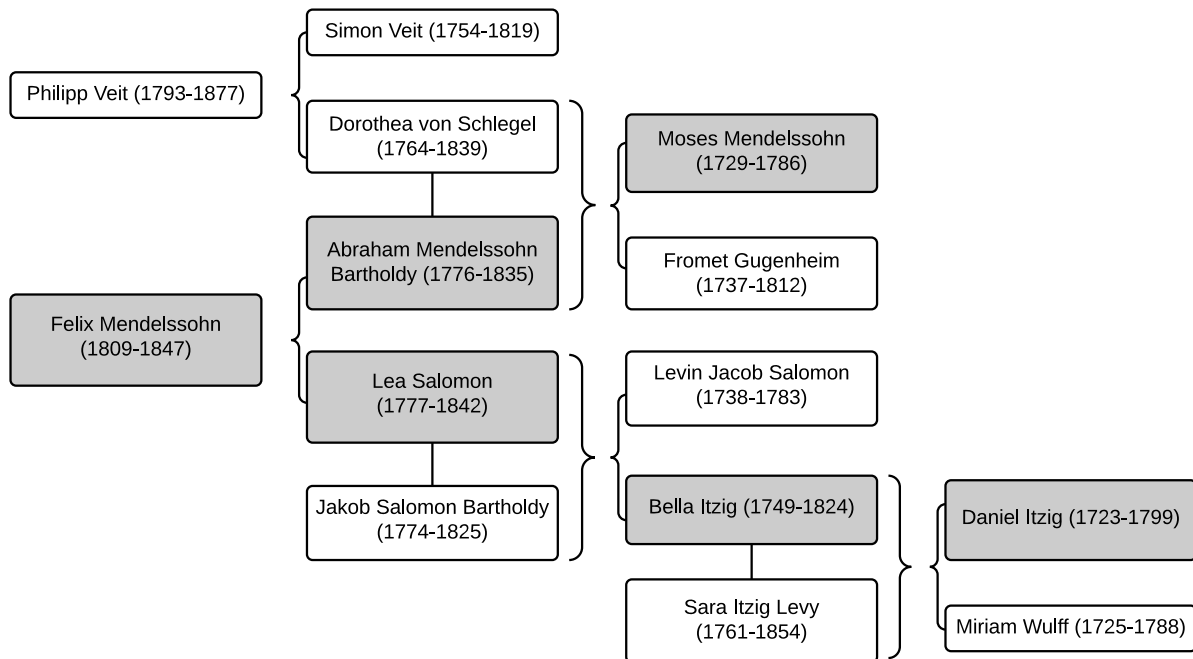 Simon Veit (1754-1819)
Philipp Veit (1793-1877)
Dorothea von Schlegel
(1764-1839)
Moses Mendelssohn
(1729-1786)
Abraham Mendelssohn
Bartholdy (1776-1835)
Fromet Gugenheim
(1737-1812)
Felix Mendelssohn
(1809-1847)
Lea Salomon
(1777-1842)
Levin Jacob Salomon
(1738-1783)
Jakob Salomon Bartholdy
(1774-1825)
Bella Itzig (1749-1824)
Daniel Itzig (1723-1799)
Sara Itzig Levy
(1761-1854)
Miriam Wulff (1725-1788)